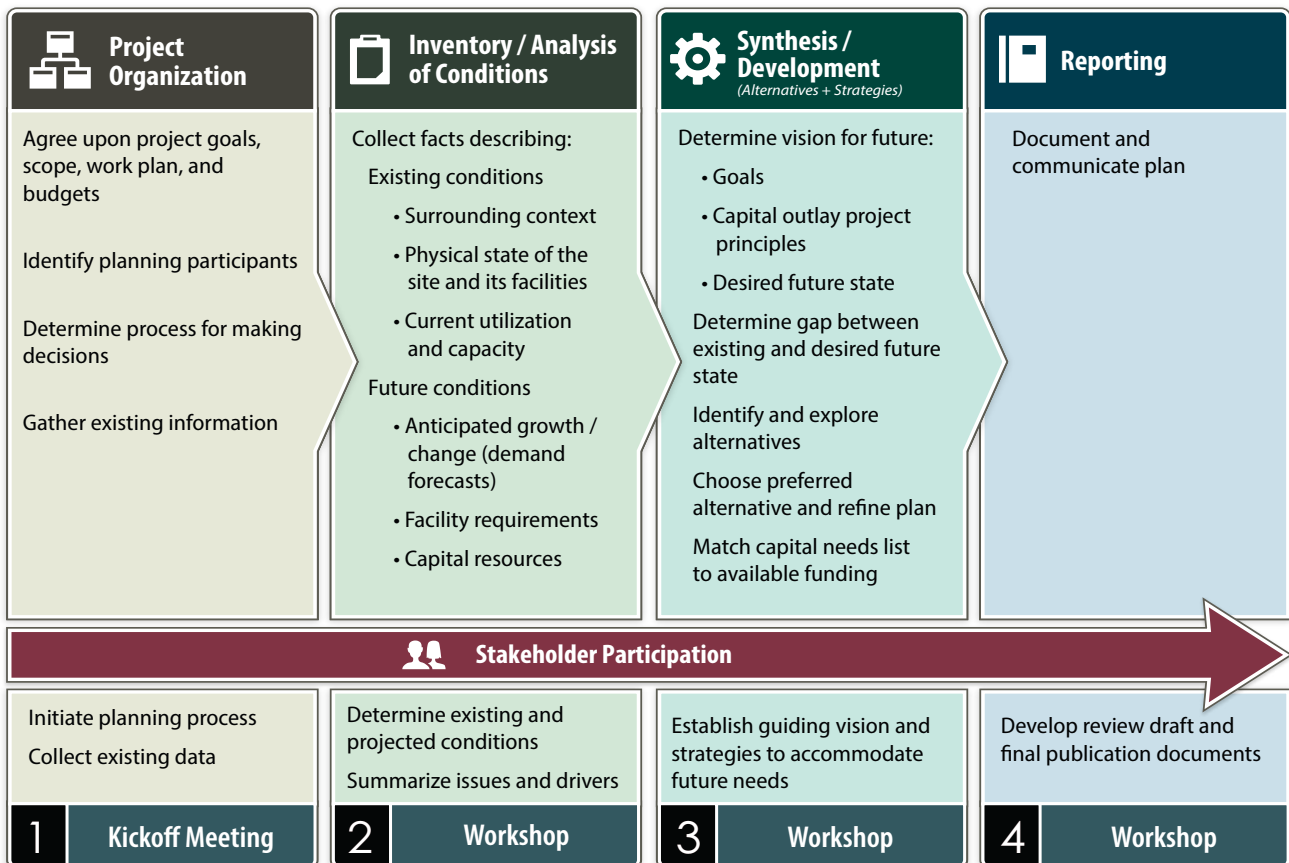 Project
Organization
Agree upon project goals,
scope, work plan, and
budgets
Identify planning participants
Determine process for making
decisions
Gather existing information
Inventory / Analysis
of Conditions
Collect facts describing:
Existing conditions
• Surrounding context
• Physical state of the
site and its facilities
• Current utilization
and capacity
Future conditions
• Anticipated growth /
change (demand
forecasts)
• Facility requirements
• Capital resources
Synthesis /
Development
(Alternatives + Strategies)
Determine vision for future:
• Goals
• Capital outlay project
principles
• Desired future state
Determine gap between
existing and desired future
state
Identify and explore
alternatives
Choose preferred
alternative and refine plan
Match capital needs list
to available funding
Reporting
Document and
communicate plan
Stakeholder Participation
Initiate planning process
Collect existing data
1 Kickoff Meeting
Determine existing and
projected conditions
Summarize issues and drivers
2 Workshop
Establish guiding vision and
strategies to accommodate
future needs
3 Workshop
Develop review draft and
final publication documents
4 Workshop